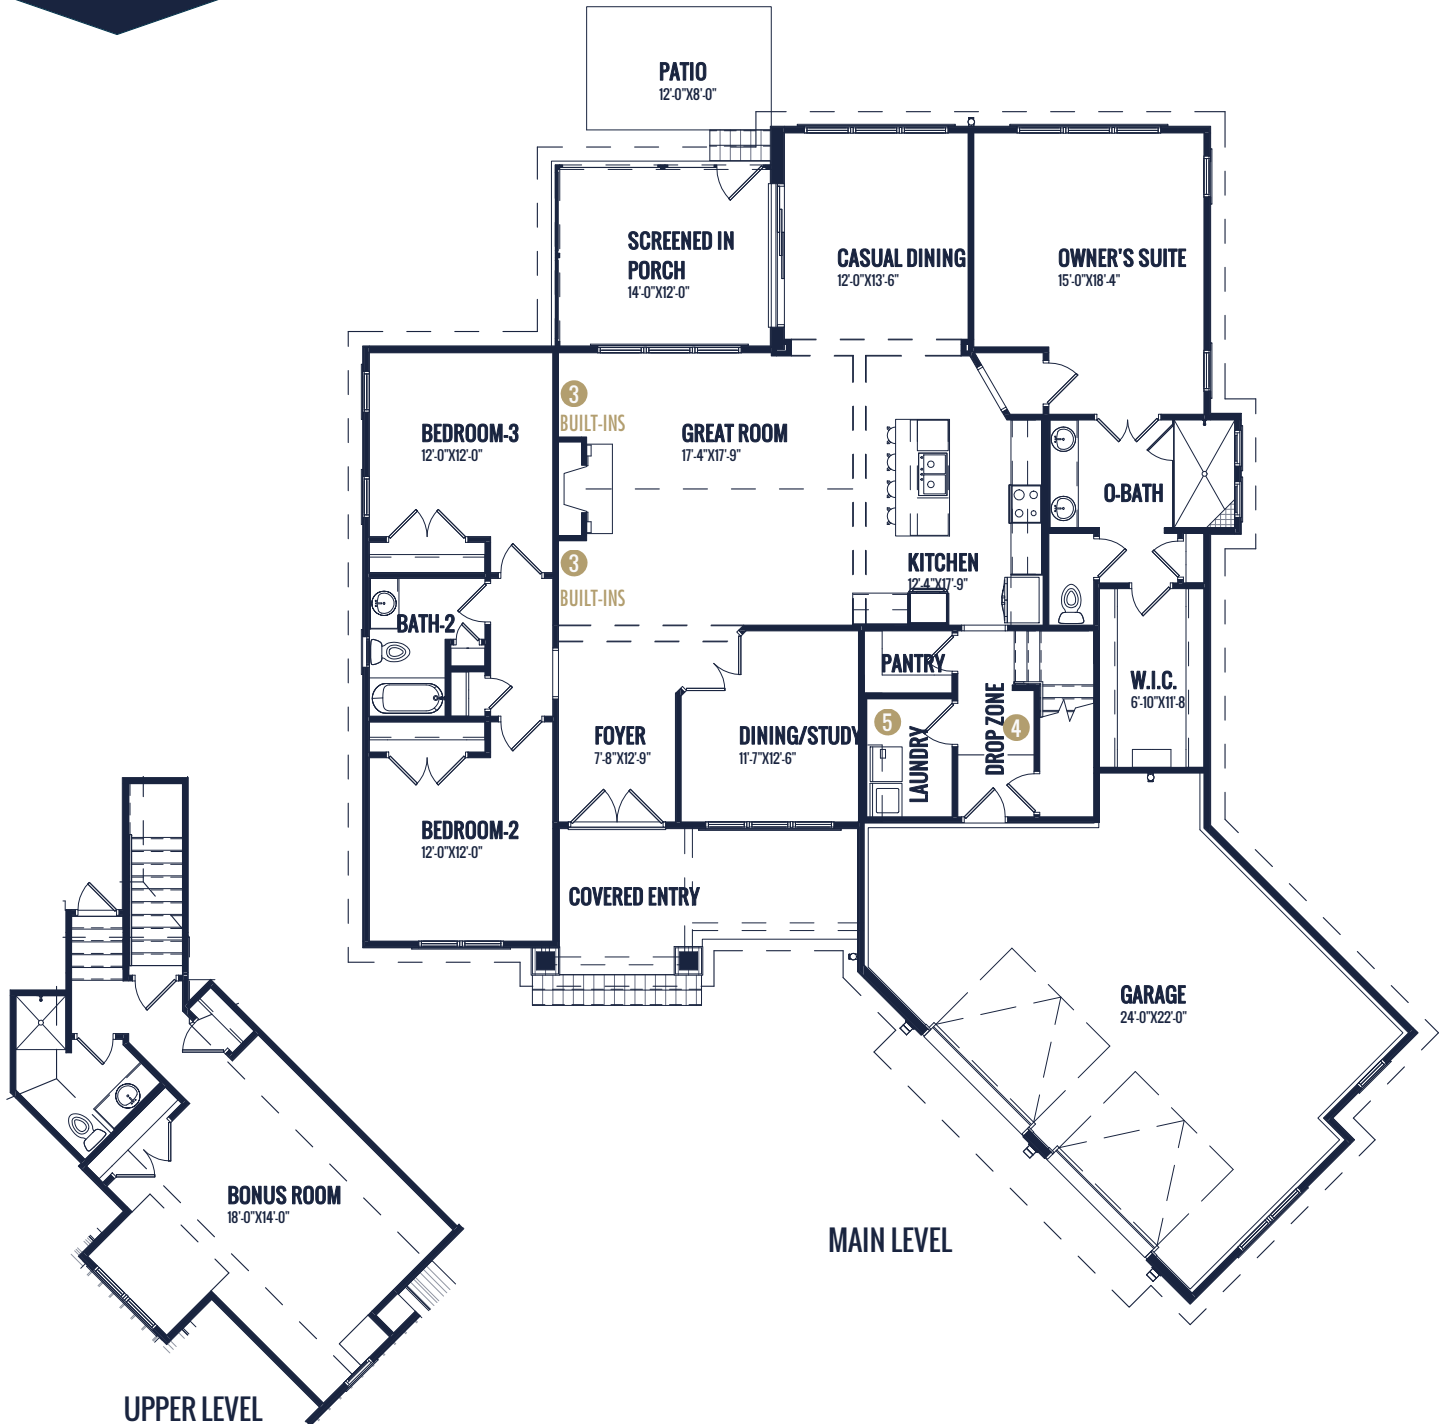 PATIO
12'-0"X8'-0"
SCREENED IN
PORCH
14'-0"X12'-0"
CASUAL DINING
12'-0"X13'-6"
OWNER'S SUITE
15'-0"X18'-4"
3
BUILT-INS
BEDROOM-3
12'-0"X12'-0"
GREAT ROOM
17'-4"X17'-9"
O-BATH
3
BUILT-INS
KITCHEN
12'-4"X17'-9"
BATH-2
PANTRY
W.I.C.
6'-10"X11'-8
5
LAUNDRY
DROP ZONE
4
FOYER
7'-8"X12'-9"
DINING/STUDY
11'-7"X12'-6"
BEDROOM-2
12'-0"X12'-0"
COVERED ENTRY
GARAGE
24'-0"X22'-0"
BONUS ROOM
18'-0"X14'-0"
MAIN LEVEL
UPPER LEVEL